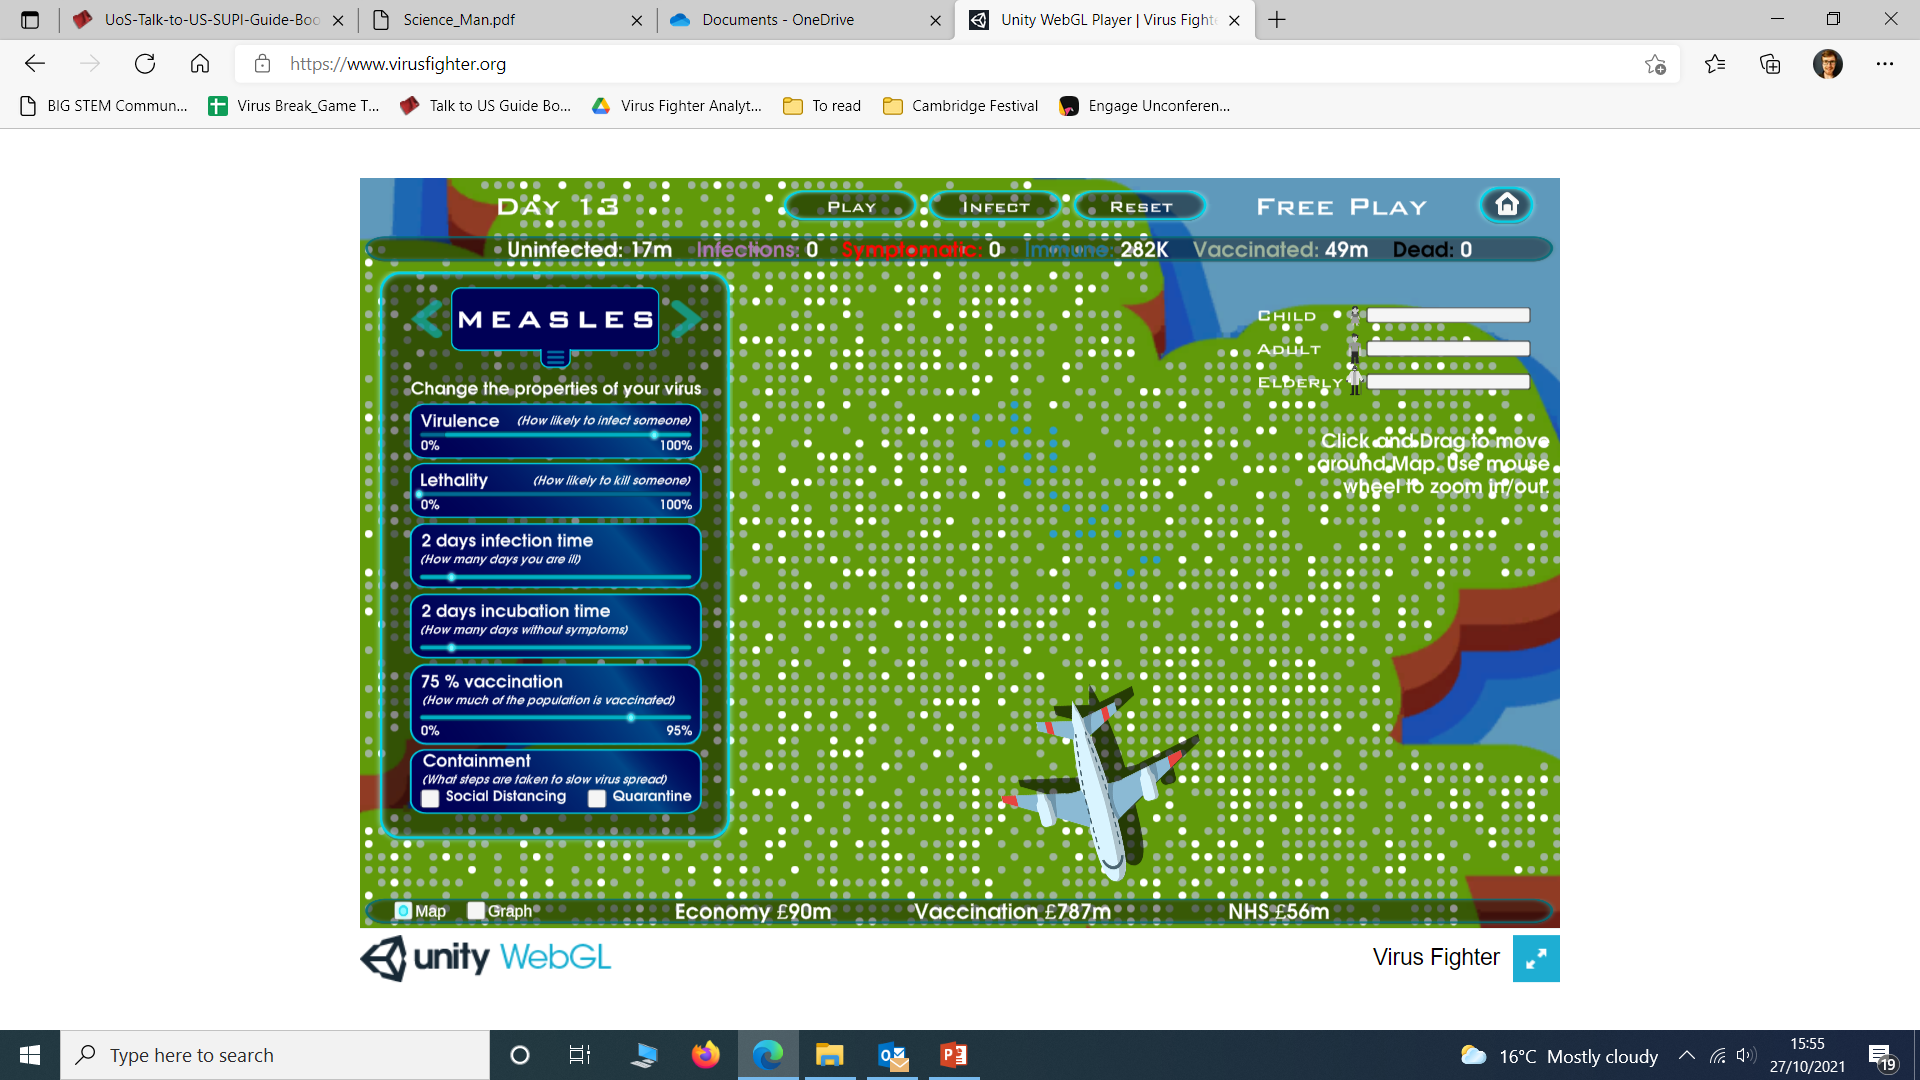 UoS-Talk-to-US-SUPI-Guide-Boo
Science_Man.pdf
Documents - OneDrive
Unity WebGL Player | Virus Fighte
https://www.virusfighter.org
BIG STEM Commun...
Virus Break_Game T...
Talk to US Guide Bo...
Virus Fighter Analyt...
To read
Cambridge Festival
Engage Unconferen...
Day 13
Play
Infect
Reset
Free Play
Uninfected: 17m Infections: 0 Symptomatic: 0 Immune: 282K Vaccinated: 49m Dead: 0
MEASLES
Change the properties of your virus
Virulence (How likely to infect someone)
0% 100%
Lethality (How likely to kill someone)
0% 100%
2 days infection time
(How many days you are ill)
2 days incubation time
(How many days without symptoms)
75 % vaccination
(How much of the population is vaccinated)
0% 95%
Containment
(What steps are taken to slow virus spread)
Social Distancing Quarantine
Child
Adult
Elderly
Click and Drag to move
around Map. Use mouse
wheel to zoom in/out.
Map Graph Economy £90m Vaccination £787m NHS £56m
unity WebGL
Virus Fighter
Type here to search
16°C Mostly cloudy
15:55
27/10/2021
19